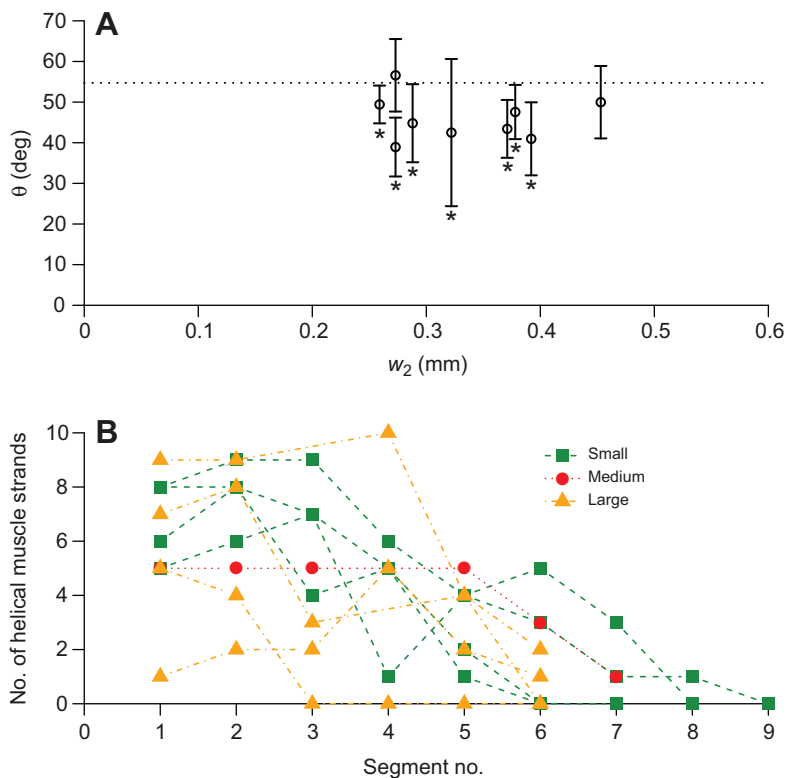 A
70
60
50
40
30
20
10
0
θ (deg)
* * * * * * *
0 0.1 0.2 0.3 0.4 0.5 0.6
w2 (mm)
B
10
8
6
4
2
0
No. of helical muscle strands
Small
Medium
Large
0 1 2 3 4 5 6 7 8 9
Segment no.